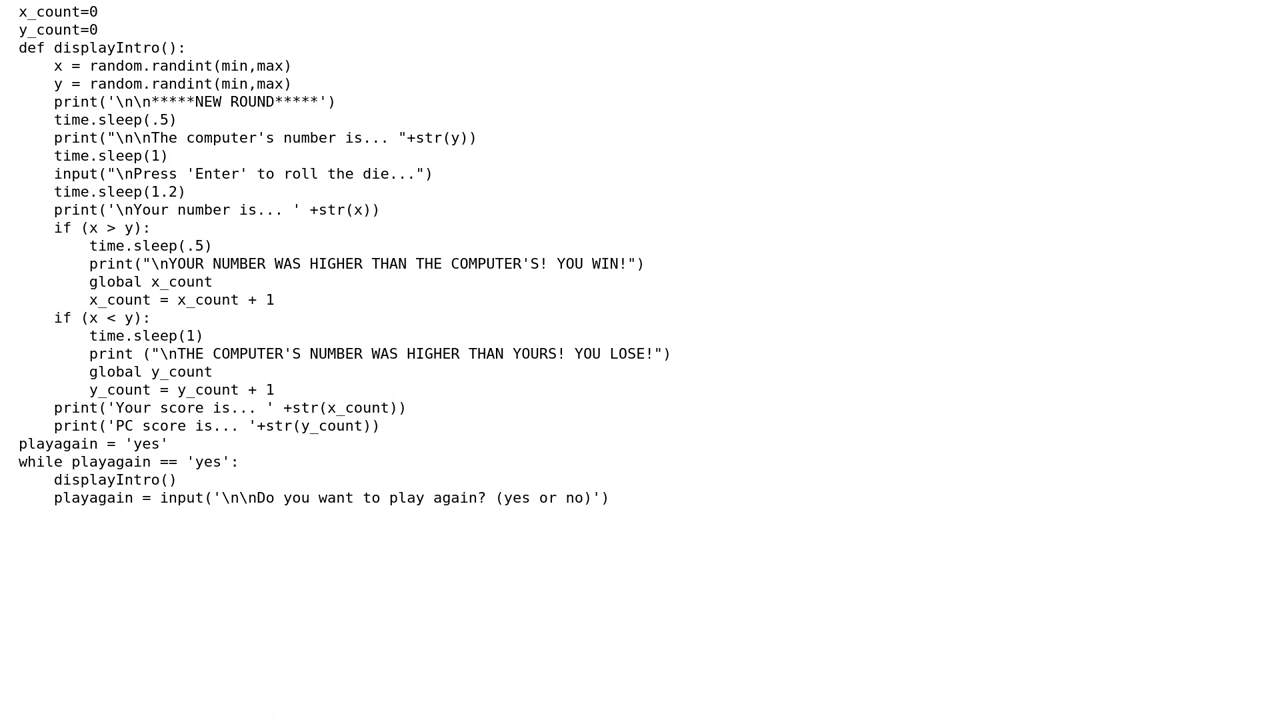 x_count=0
y_count=0
def displayIntro():
    x = random.randint(min,max)
    y = random.randint(min,max)
    print('\n\n*****NEW ROUND*****')
    time.sleep(.5)
    print("\n\nThe computer's number is... "+str(y))
    time.sleep(1)
    input("\nPress 'Enter' to roll the die...")
    time.sleep(1.2)
    print('\nYour number is... ' +str(x))
    if (x > y):
        time.sleep(.5)
        print("\nYOUR NUMBER WAS HIGHER THAN THE COMPUTER'S! YOU WIN!")
        global x_count
        x_count = x_count + 1
    if (x < y):
        time.sleep(1)
        print ("\nTHE COMPUTER'S NUMBER WAS HIGHER THAN YOURS! YOU LOSE!")
        global y_count
        y_count = y_count + 1
    print('Your score is... ' +str(x_count))
    print('PC score is... '+str(y_count))
playagain = 'yes'
while playagain == 'yes':
    displayIntro()
    playagain = input('\n\nDo you want to play again? (yes or no)')